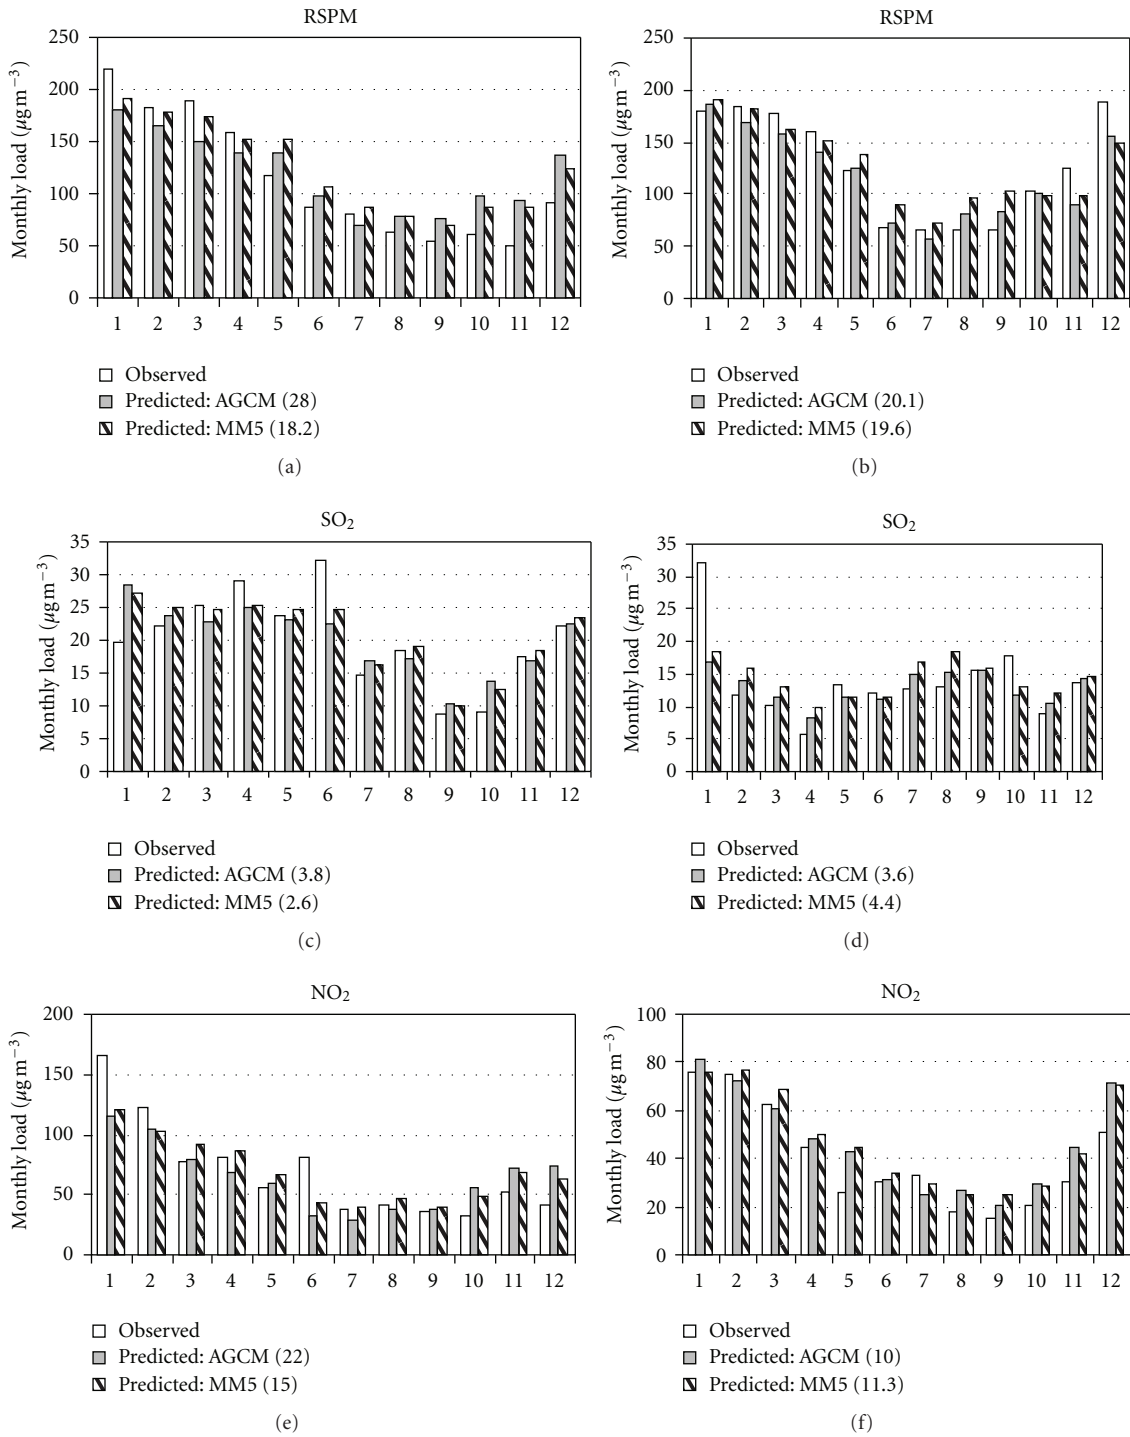 RSPM
Monthly load (μg m−3)
250
200
150
100
50
0
1 2 3 4 5 6 7 8 9 10 11 12
Observed
Predicted: AGCM (28)
Predicted: MM5 (18.2)
(a)
RSPM
Monthly load (μg m−3)
250
200
150
100
50
0
1 2 3 4 5 6 7 8 9 10 11 12
Observed
Predicted: AGCM (20.1)
Predicted: MM5 (19.6)
(b)
SO2
Monthly load (μg m−3)
35
30
25
20
15
10
5
0
1 2 3 4 5 6 7 8 9 10 11 12
Observed
Predicted: AGCM (3.8)
Predicted: MM5 (2.6)
(c)
SO2
Monthly load (μg m−3)
35
30
25
20
15
10
5
0
1 2 3 4 5 6 7 8 9 10 11 12
Observed
Predicted: AGCM (3.6)
Predicted: MM5 (4.4)
(d)
NO2
Monthly load (μg m−3)
200
150
100
50
0
1 2 3 4 5 6 7 8 9 10 11 12
Observed
Predicted: AGCM (22)
Predicted: MM5 (15)
(e)
NO2
Monthly load (μg m−3)
100
80
60
40
20
0
1 2 3 4 5 6 7 8 9 10 11 12
Observed
Predicted: AGCM (10)
Predicted: MM5 (11.3)
(f)